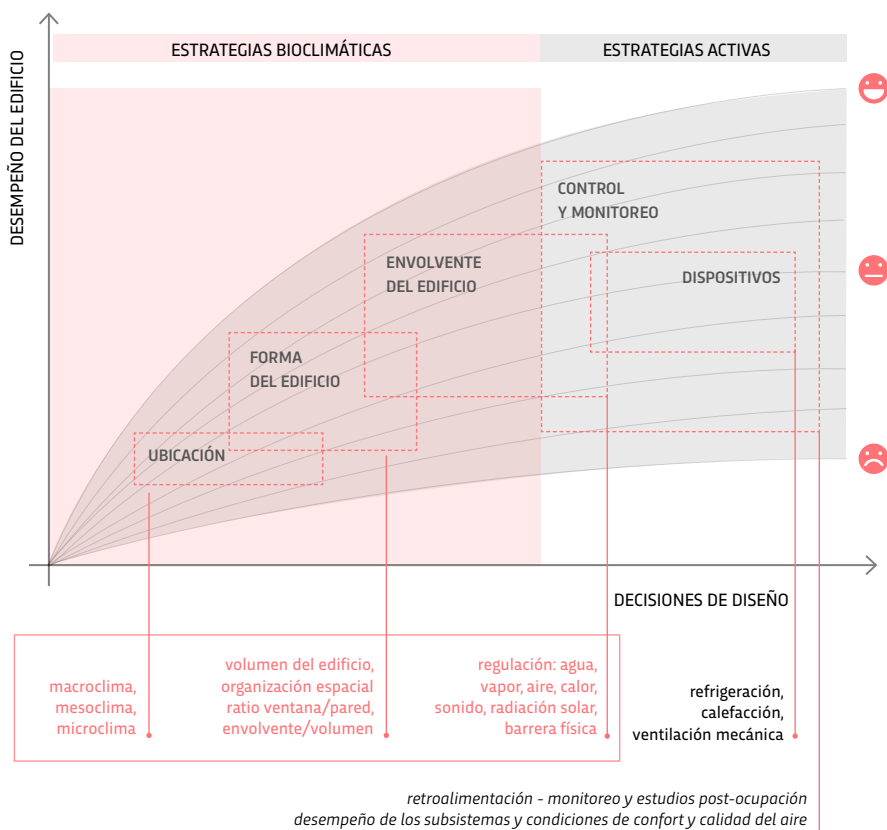 ESTRATEGIAS BIOCLIMÁTICAS
ESTRATEGIAS ACTIVAS
DESEMPEÑO DEL EDIFICIO
CONTROL
Y MONITOREO
ENVOLVENTE
DEL EDIFICIO
DISPOSITIVOS
FORMA
DEL EDIFICIO
UBICACIÓN
DECISIONES DE DISEÑO
macroclima,
mesoclima,
microclima
volumen del edificio,
organización espacial
ratio ventana/pared,
envolvente/volumen
regulación: agua,
vapor, aire, calor,
sonido, radiación solar,
barrera física
refrigeración,
calefacción,
ventilación mecánica
retroalimentación - monitoreo y estudios post-ocupación
desempeño de los subsistemas y condiciones de confort y calidad del aire